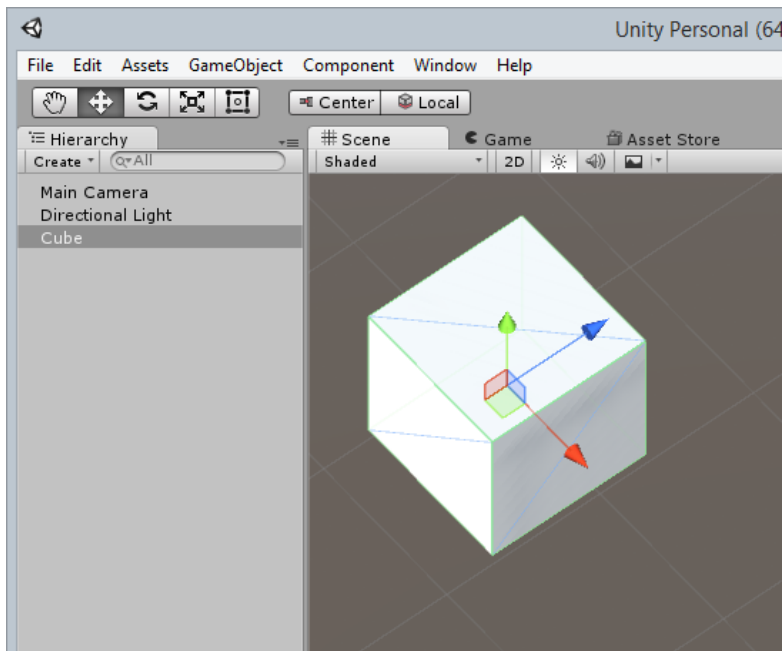 Unity Personal (64
File Edit Assets GameObject Component Window Help
Center Local
Hierarchy
Scene Game Asset Store
Create All
Shaded 2D
Main Camera
Directional Light
Cube